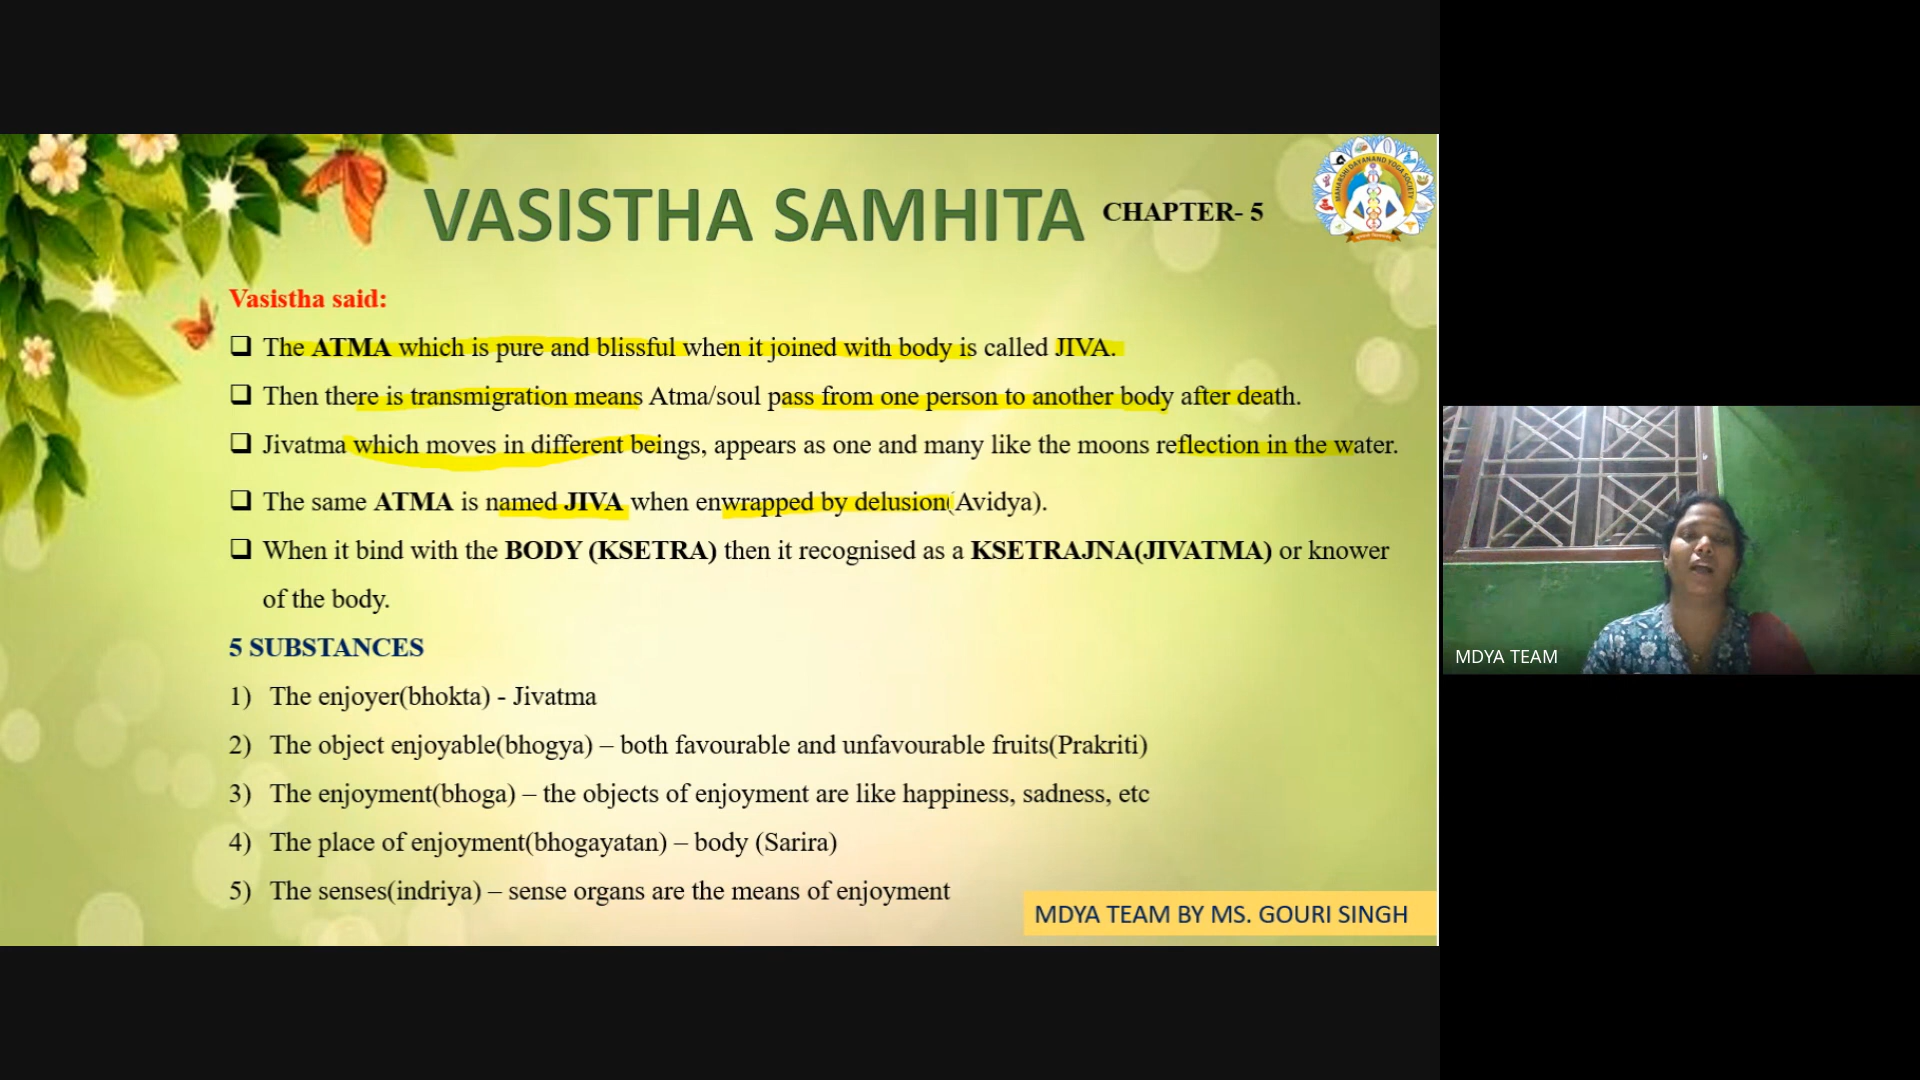 VASISTHA SAMHITA CHAPTER- 5
MAHARSHI DAYANAND YOGA SOCIETY
Vasistha said:
The ATMA which is pure and blissful when it joined with body is called JIVA.
Then there is transmigration means Atma/soul pass from one person to another body after death.
Jivatma which moves in different beings, appears as one and many like the moons reflection in the water.
The same ATMA is named JIVA when enwrapped by delusion(Avidya).
When it bind with the BODY (KSETRA) then it recognised as a KSETRAJNA(JIVATMA) or knower
of the body.
5 SUBSTANCES
1) The enjoyer(bhokta) - Jivatma
2) The object enjoyable(bhogya) – both favourable and unfavourable fruits(Prakriti)
3) The enjoyment(bhoga) – the objects of enjoyment are like happiness, sadness, etc
4) The place of enjoyment(bhogayatan) – body (Sarira)
5) The senses(indriya) – sense organs are the means of enjoyment
MDYA TEAM BY MS. GOURI SINGH
MDYA TEAM